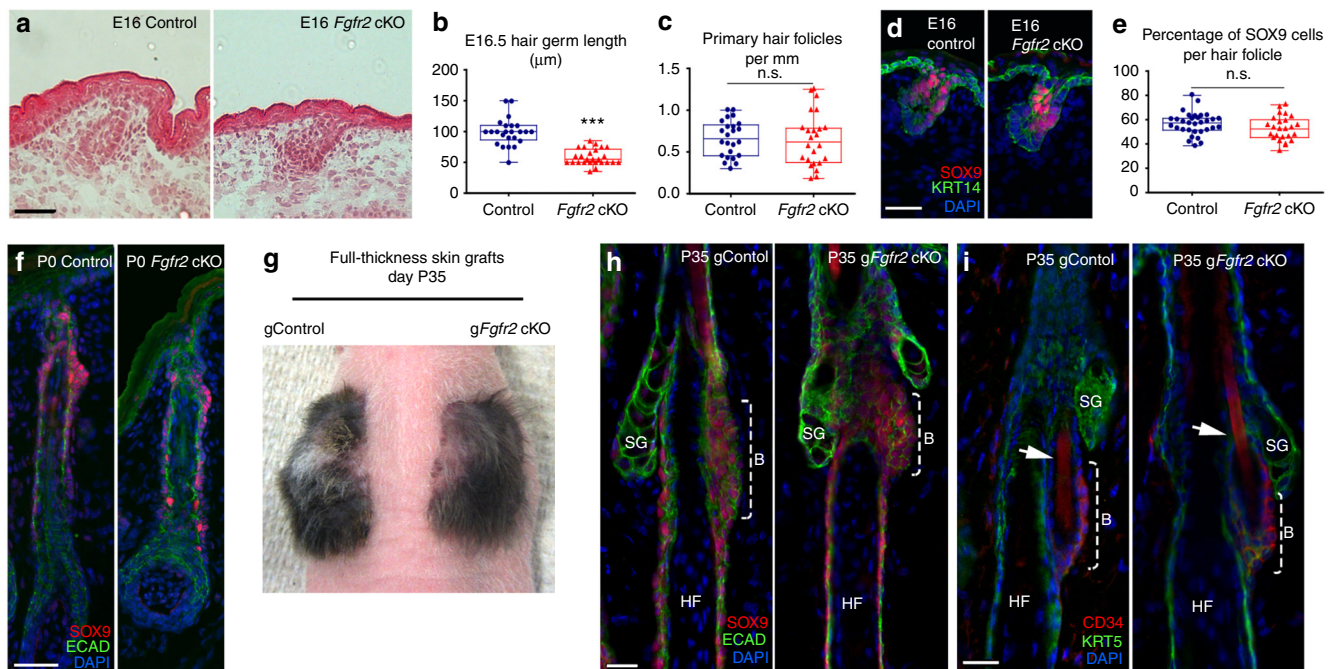 a
E16 Control
E16 Fgfr2 cKO
b
E16.5 hair germ length
(μm)
200
150
100
50
0
***
Control
Fgfr2 cKO
c
Primary hair folicles
per mm
n.s.
1.5
1.0
0.5
0.0
Control
Fgfr2 cKO
d
E16
control
E16
Fgfr2 cKO
SOX9
KRT14
DAPI
e
Percentage of SOX9 cells
per hair folicle
n.s.
100
80
60
40
20
0
Control
Fgfr2 cKO
f
P0 Control
P0 Fgfr2 cKO
SOX9
ECAD
DAPI
g
Full-thickness skin grafts
day P35
gControl
gFgfr2 cKO
h
P35 gControl
P35 gFgfr2 cKO
SG
B
SG
B
HF
HF
SOX9
ECAD
DAPI
i
P35 gContol
P35 gFgfr2 cKO
SG
SG
B
B
HF
HF
CD34
KRT5
DAPI